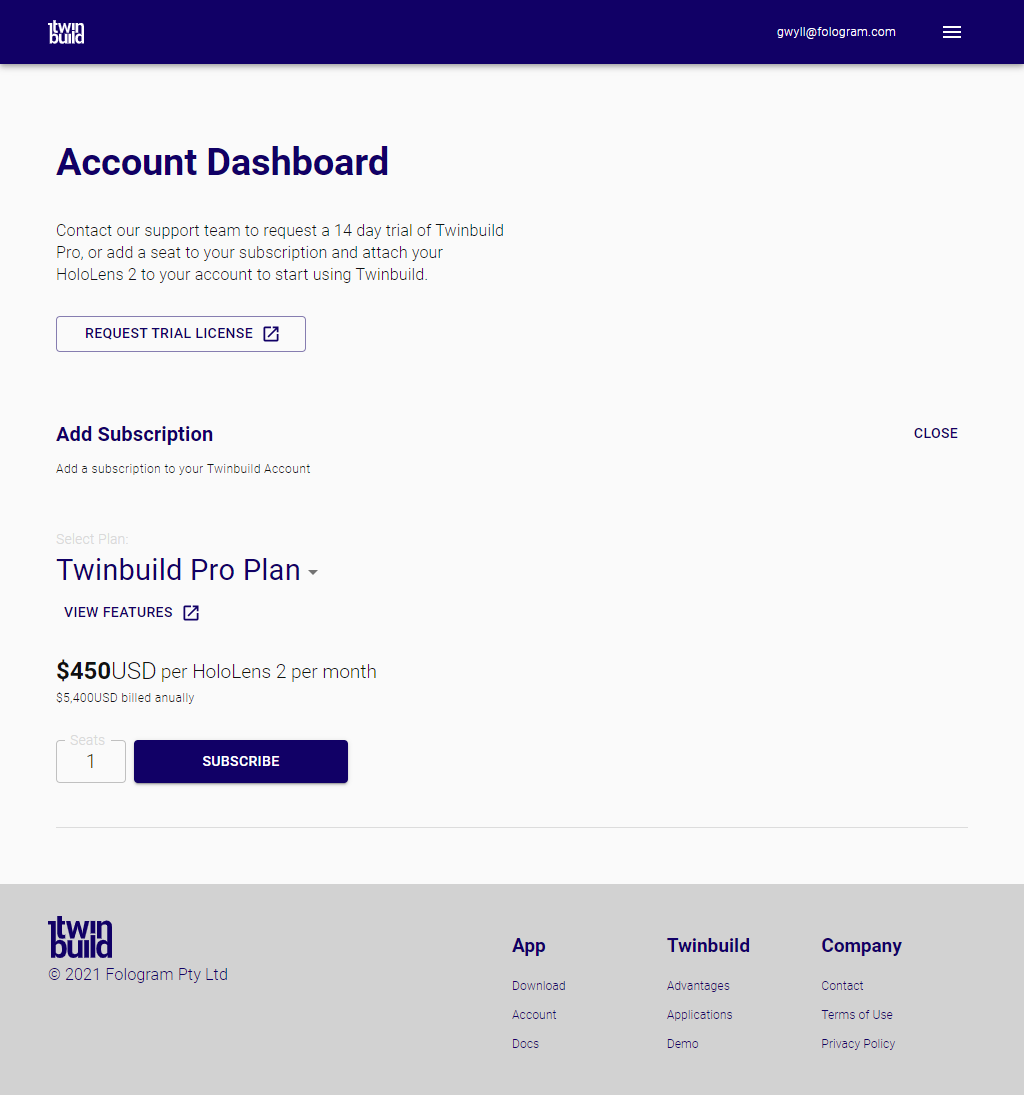 twin
build
gwyll@fologram.com
Account Dashboard
Contact our support team to request a 14 day trial of Twinbuild
Pro, or add a seat to your subscription and attach your
HoloLens 2 to your account to start using Twinbuild.
REQUEST TRIAL LICENSE
Add Subscription
CLOSE
Add a subscription to your Twinbuild Account
Select Plan:
Twinbuild Pro Plan
VIEW FEATURES
$450USD per HoloLens 2 per month
$5,400USD billed anually
Seats
1
SUBSCRIBE
twin
build
© 2021 Fologram Pty Ltd
App
Download
Account
Docs
Twinbuild
Advantages
Applications
Demo
Company
Contact
Terms of Use
Privacy Policy